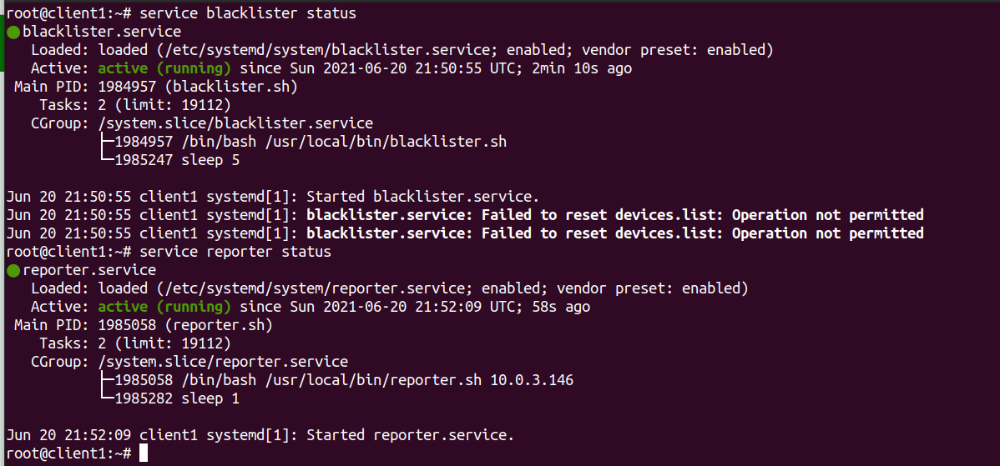 root@client1:~# service blacklister status
● blacklister.service
   Loaded: loaded (/etc/systemd/system/blacklister.service; enabled; vendor preset: enabled)
   Active: active (running) since Sun 2021-06-20 21:50:55 UTC; 2min 10s ago
 Main PID: 1984957 (blacklister.sh)
    Tasks: 2 (limit: 19112)
   CGroup: /system.slice/blacklister.service
           ├─1984957 /bin/bash /usr/local/bin/blacklister.sh
           └─1985247 sleep 5

Jun 20 21:50:55 client1 systemd[1]: Started blacklister.service.
Jun 20 21:50:55 client1 systemd[1]: blacklister.service: Failed to reset devices.list: Operation not permitted
Jun 20 21:50:55 client1 systemd[1]: blacklister.service: Failed to reset devices.list: Operation not permitted
root@client1:~# service reporter status
● reporter.service
   Loaded: loaded (/etc/systemd/system/reporter.service; enabled; vendor preset: enabled)
   Active: active (running) since Sun 2021-06-20 21:52:09 UTC; 58s ago
 Main PID: 1985058 (reporter.sh)
    Tasks: 2 (limit: 19112)
   CGroup: /system.slice/reporter.service
           ├─1985058 /bin/bash /usr/local/bin/reporter.sh 10.0.3.146
           └─1985282 sleep 1

Jun 20 21:52:09 client1 systemd[1]: Started reporter.service.
root@client1:~#